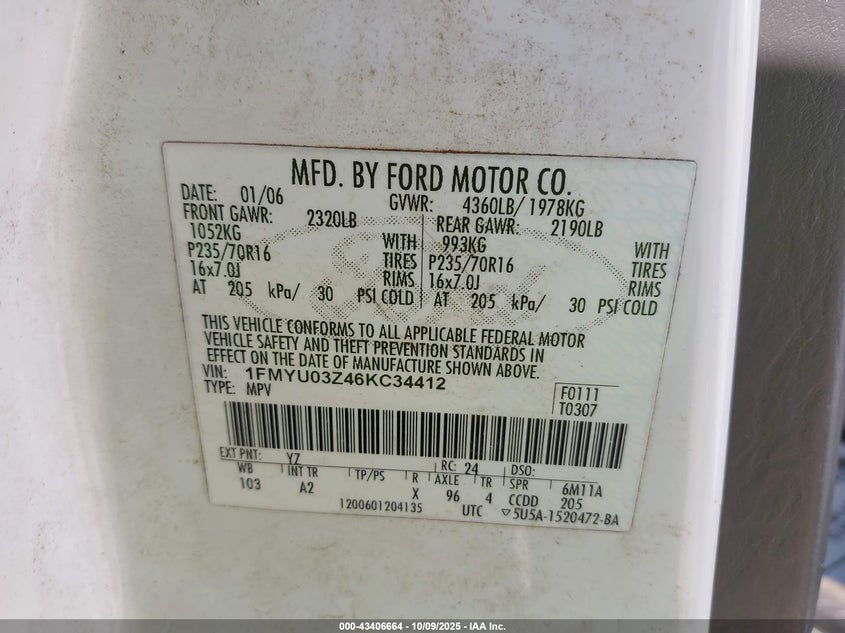 MFD. BY FORD MOTOR CO.
DATE: 01/06 GVWR: 4360LB/ 1978KG
FRONT GAWR: 2320LB REAR GAWR: 2190LB
1052KG WITH 993KG WITH
P235/70R16 TIRES P235/70R16 TIRES
16x7.0J RIMS 16x7.0J RIMS
AT 205 kPa/ 30 PSI COLD AT 205 kPa/ 30 PSI COLD
THIS VEHICLE CONFORMS TO ALL APPLICABLE FEDERAL MOTOR
VEHICLE SAFETY AND THEFT PREVENTION STANDARDS IN
EFFECT ON THE DATE OF MANUFACTURE SHOWN ABOVE.
VIN: 1FMYU03Z46KC34412
TYPE: MPV
F0111
T0307
EXT PNT: YZ RC: 24 DSO:
WB INT TR TP/PS R AXLE TR SPR 6M11A
103 A2 X 96 4 CCDD 205
1200601204135 UTC ▽5U5A-1520472-BA
000-43406664 - 10/09/2025 - IAA Inc.